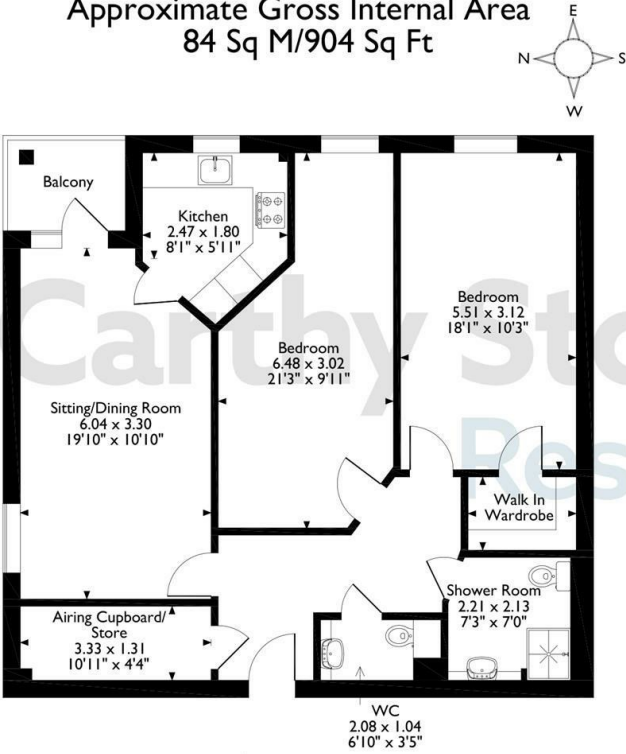 Approximate Gross Internal Area
84 Sq M/904 Sq Ft
E
N
S
W
Balcony
Kitchen
2.47 x 1.80
8'1" x 5'11"
Bedroom
5.51 x 3.12
18'1" x 10'3"
Bedroom
6.48 x 3.02
21'3" x 9'11"
Carthy Sto
Res
Sitting/Dining Room
6.04 x 3.30
19'10" x 10'10"
Walk In
Wardrobe
Shower Room
2.21 x 2.13
7'3" x 7'0"
Airing Cupboard/
Store
3.33 x 1.31
10'11" x 4'4"
WC
2.08 x 1.04
6'10" x 3'5"